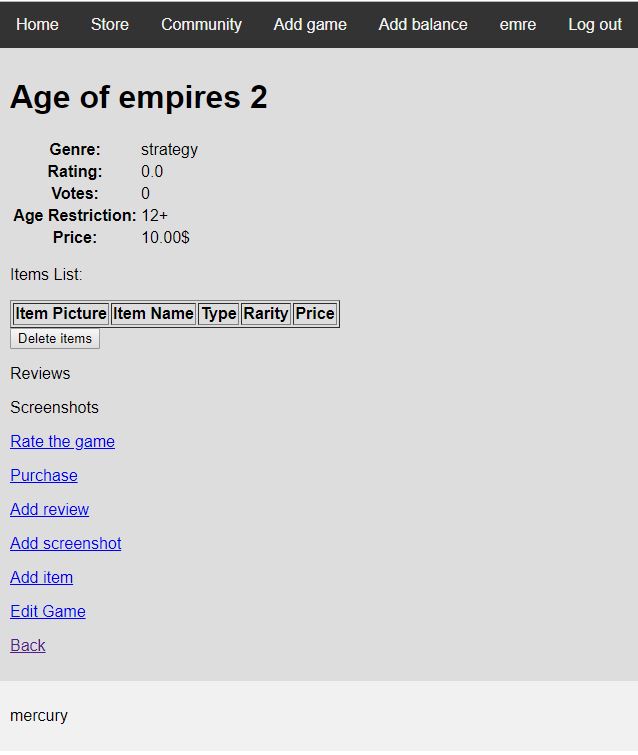 Home Store Community Add game Add balance emre Log out
Age of empires 2
Genre: strategy
Rating: 0.0
Votes: 0
Age Restriction: 12+
Price: 10.00$
Items List:
Item Picture Item Name Type Rarity Price
Delete items
Reviews
Screenshots
Rate the game
Purchase
Add review
Add screenshot
Add item
Edit Game
Back
mercury